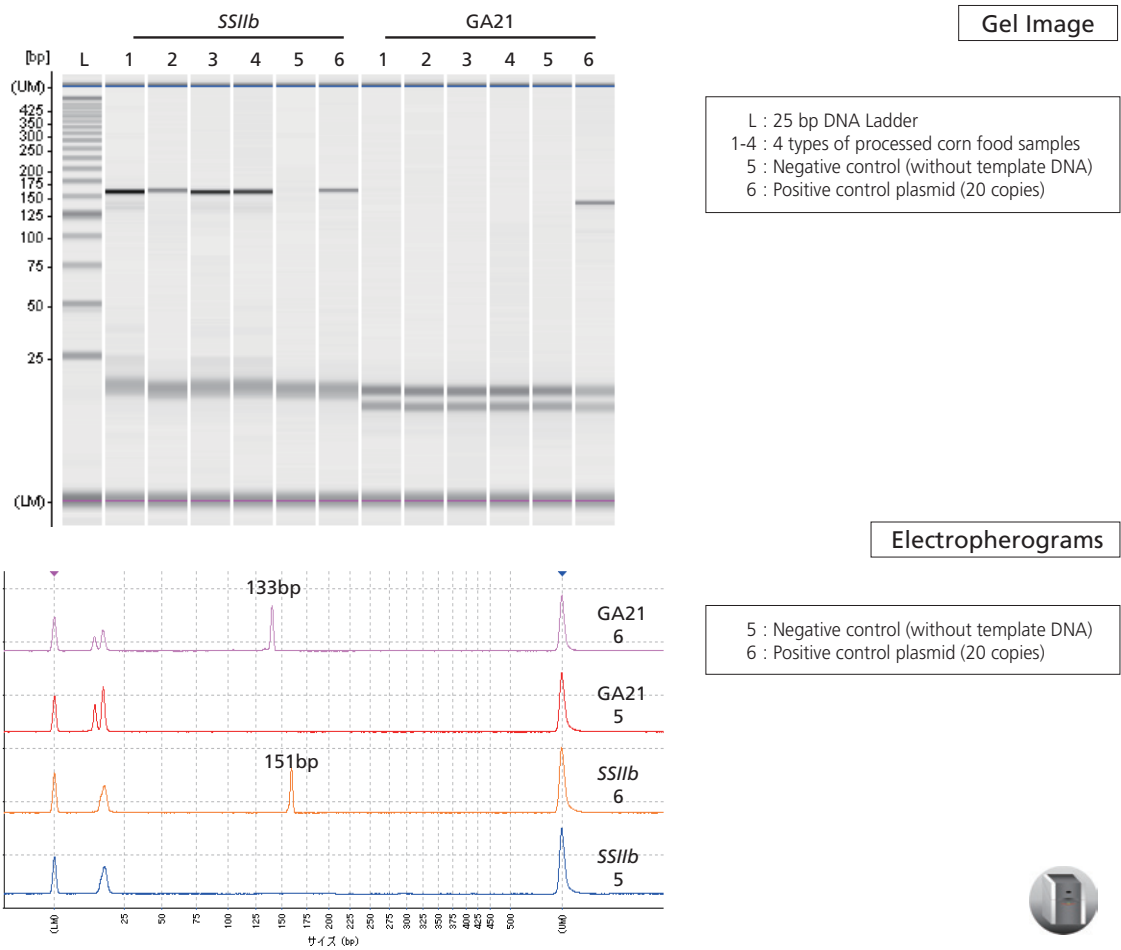 SSIIb GA21
Gel Image
[bp] L 1 2 3 4 5 6 1 2 3 4 5 6
(UM)
425
350
300
250
200
175
150
125
100
75
50
25
(LM)
L : 25 bp DNA Ladder
1-4 : 4 types of processed corn food samples
5 : Negative control (without template DNA)
6 : Positive control plasmid (20 copies)
Electropherograms
133bp
GA21
6
GA21
5
151bp
SSIIb
6
SSIIb
5
5 : Negative control (without template DNA)
6 : Positive control plasmid (20 copies)
(LM) 25 50 75 100 125 150 175 200 225 250 275 300 325 350 375 400 425 450 500 (UM)
サイズ (bp)